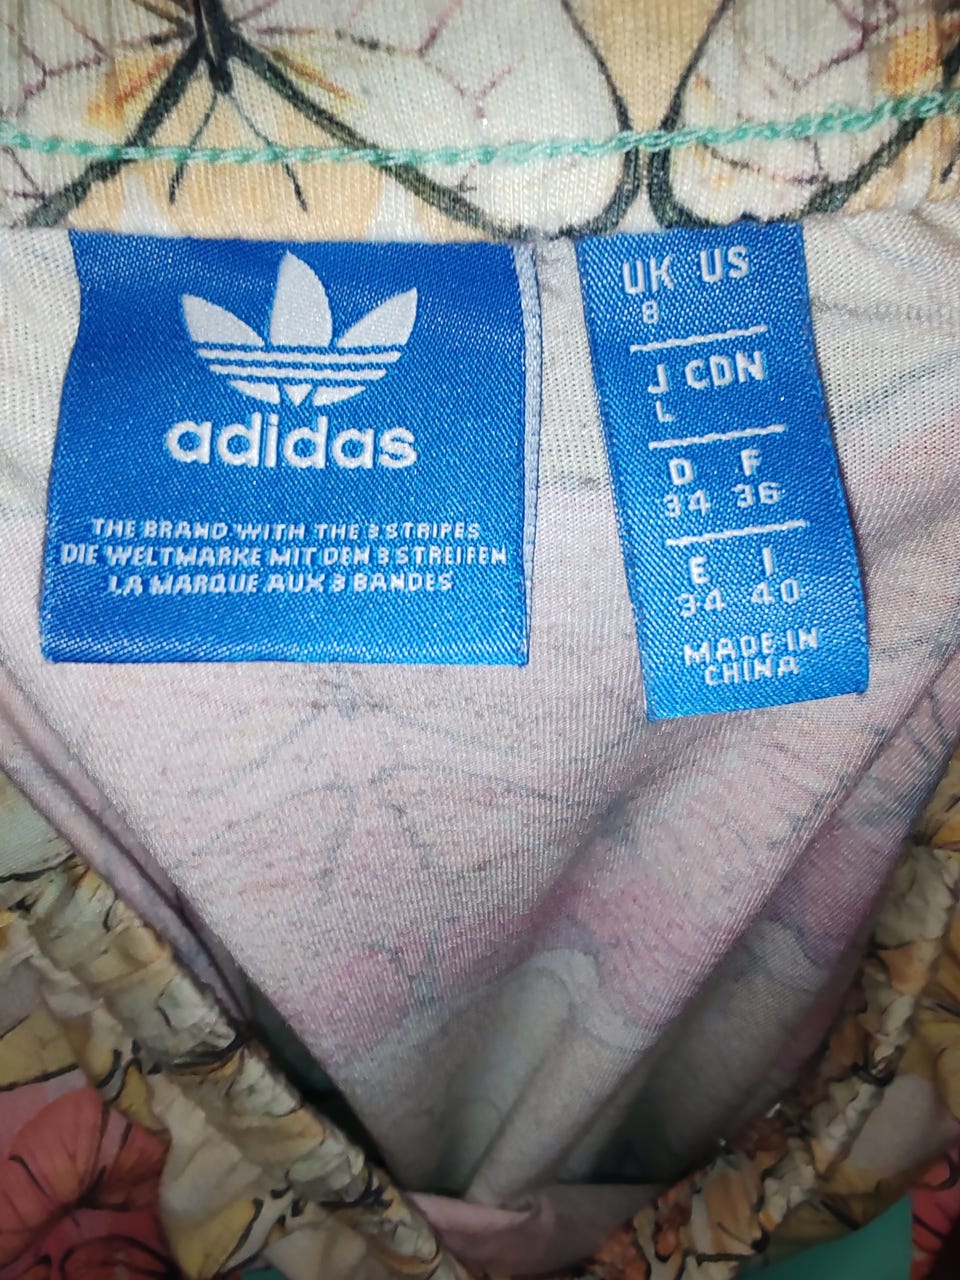 adidas
THE BRAND WITH THE 3 STRIPES
DIE WELTMARKE MIT DEN 3 STREIFEN
LA MARQUE AUX 3 BANDES
UK US
8
J CDN
L
D F
34 36
E I
34 40
MADE IN
CHINA